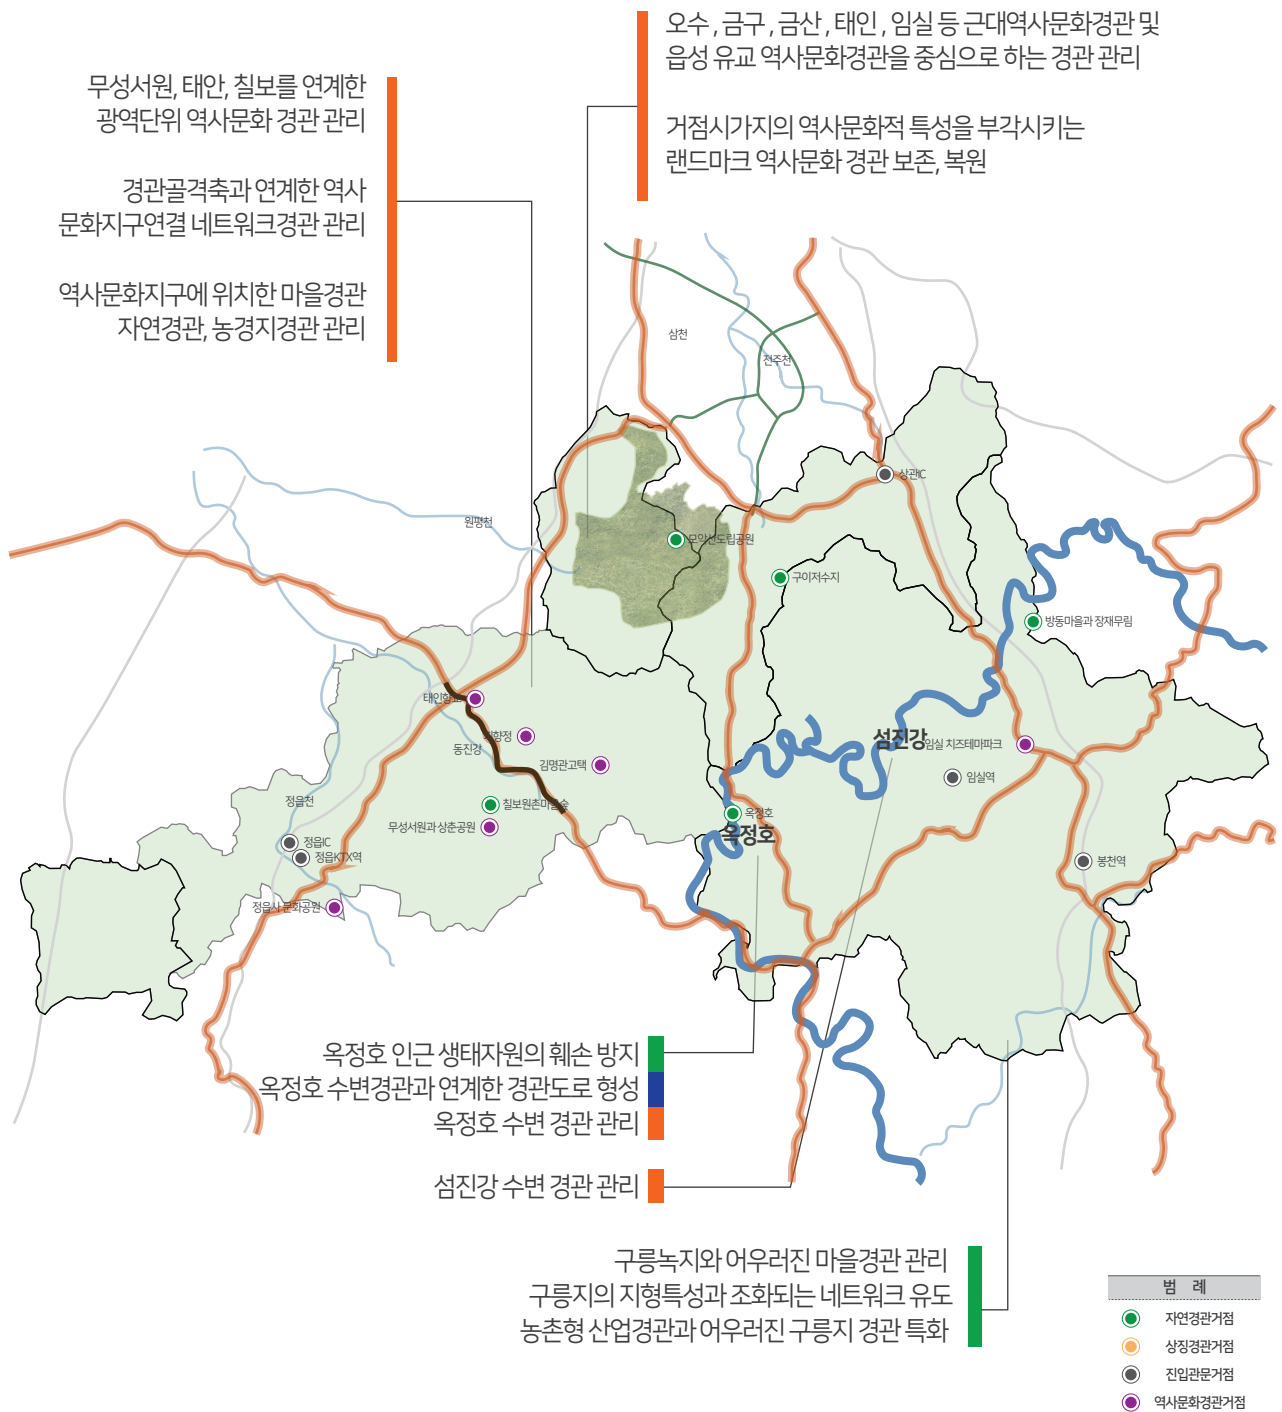 오수 , 금구 , 금산 , 태인 , 임실 등 근대역사문화경관 및
읍성 유교 역사문화경관을 중심으로 하는 경관 관리
거점시가지의 역사문화적 특성을 부각시키는
랜드마크 역사문화 경관 보존, 복원
무성서원, 태안, 칠보를 연계한
광역단위 역사문화 경관 관리
경관골격축과 연계한 역사
문화지구연결 네트워크경관 관리
역사문화지구에 위치한 마을경관
자연경관, 농경지경관 관리
삼천
전주천
상관IC
원평천
모악산도립공원
구이저수지
방동마을과 장재무림
태인향교
피향정
동진강
김명관고택
섬진강
임실 치즈테마파크
임실역
정읍천
칠보원촌마을숲
무성서원과 상춘공원
옥정호
옥정호
정읍IC
정읍KTX역
봉천역
정읍사 문화공원
옥정호 인근 생태자원의 훼손 방지
옥정호 수변경관과 연계한 경관도로 형성
옥정호 수변 경관 관리
섬진강 수변 경관 관리
구릉녹지와 어우러진 마을경관 관리
구릉지의 지형특성과 조화되는 네트워크 유도
농촌형 산업경관과 어우러진 구릉지 경관 특화
범 례
자연경관거점
상징경관거점
진입관문거점
역사문화경관거점